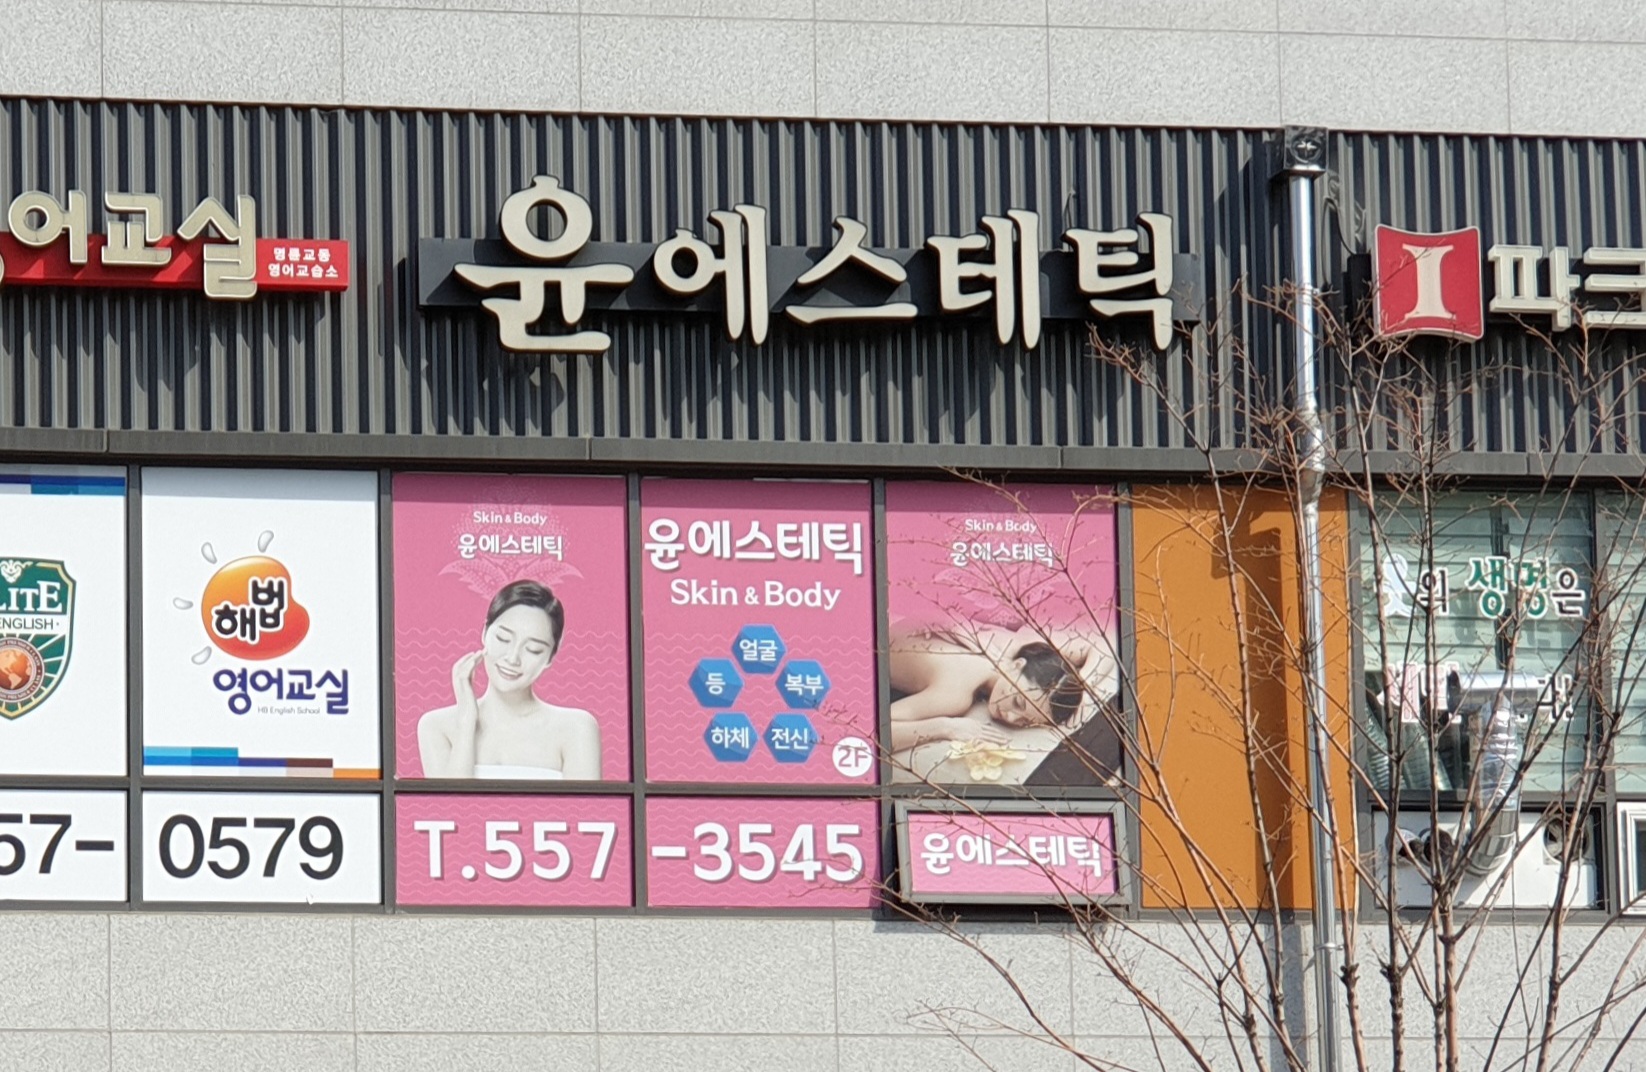 어교실
명륜교동
영어교습소
윤에스테틱
I 파크
LITE
ENGLISH
해법
영어교실
HB English School
57-
0579
Skin & Body
윤에스테틱
윤에스테틱
Skin & Body
얼굴
등
복부
하체
전신
2F
Skin & Body
윤에스테틱
T.557
-3545
윤에스테틱
의 생명은